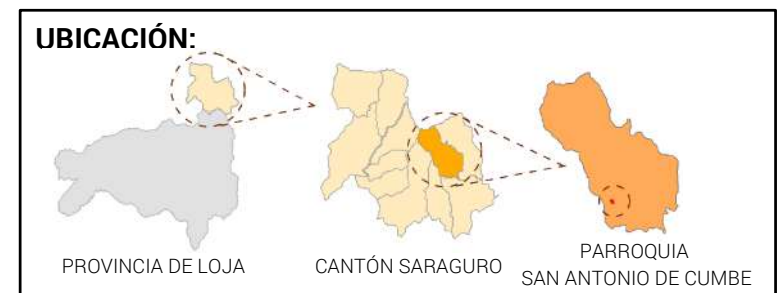 UBICACIÓN:
PROVINCIA DE LOJA
CANTÓN SARAGURO
PARROQUIA
SAN ANTONIO DE CUMBE